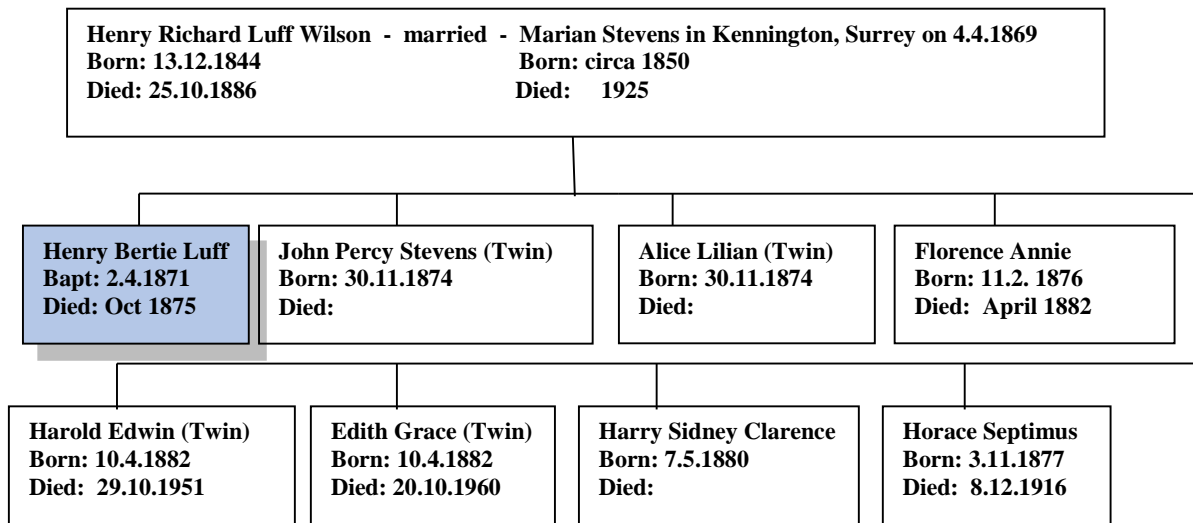 Henry Richard Luff Wilson - married - Marian Stevens in Kennington, Surrey on 4.4.1869
Born: 13.12.1844 Born: circa 1850
Died: 25.10.1886 Died: 1925
Henry Bertie Luff
Bapt: 2.4.1871
Died: Oct 1875
John Percy Stevens (Twin)
Born: 30.11.1874
Died:
Alice Lilian (Twin)
Born: 30.11.1874
Died:
Florence Annie
Born: 11.2. 1876
Died: April 1882
Harold Edwin (Twin)
Born: 10.4.1882
Died: 29.10.1951
Edith Grace (Twin)
Born: 10.4.1882
Died: 20.10.1960
Harry Sidney Clarence
Born: 7.5.1880
Died:
Horace Septimus
Born: 3.11.1877
Died: 8.12.1916